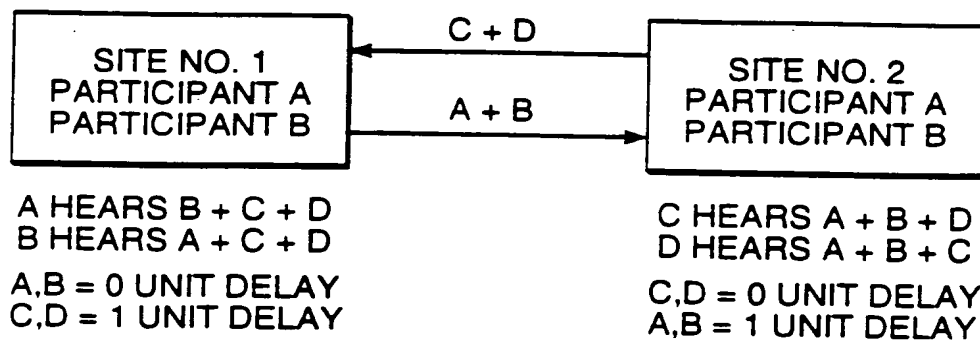 C + D
SITE NO. 1
PARTICIPANT A
PARTICIPANT B
A + B
SITE NO. 2
PARTICIPANT A
PARTICIPANT B
A HEARS B + C + D
B HEARS A + C + D
A,B = 0 UNIT DELAY
C,D = 1 UNIT DELAY
C HEARS A + B + D
D HEARS A + B + C
C,D = 0 UNIT DELAY
A,B = 1 UNIT DELAY